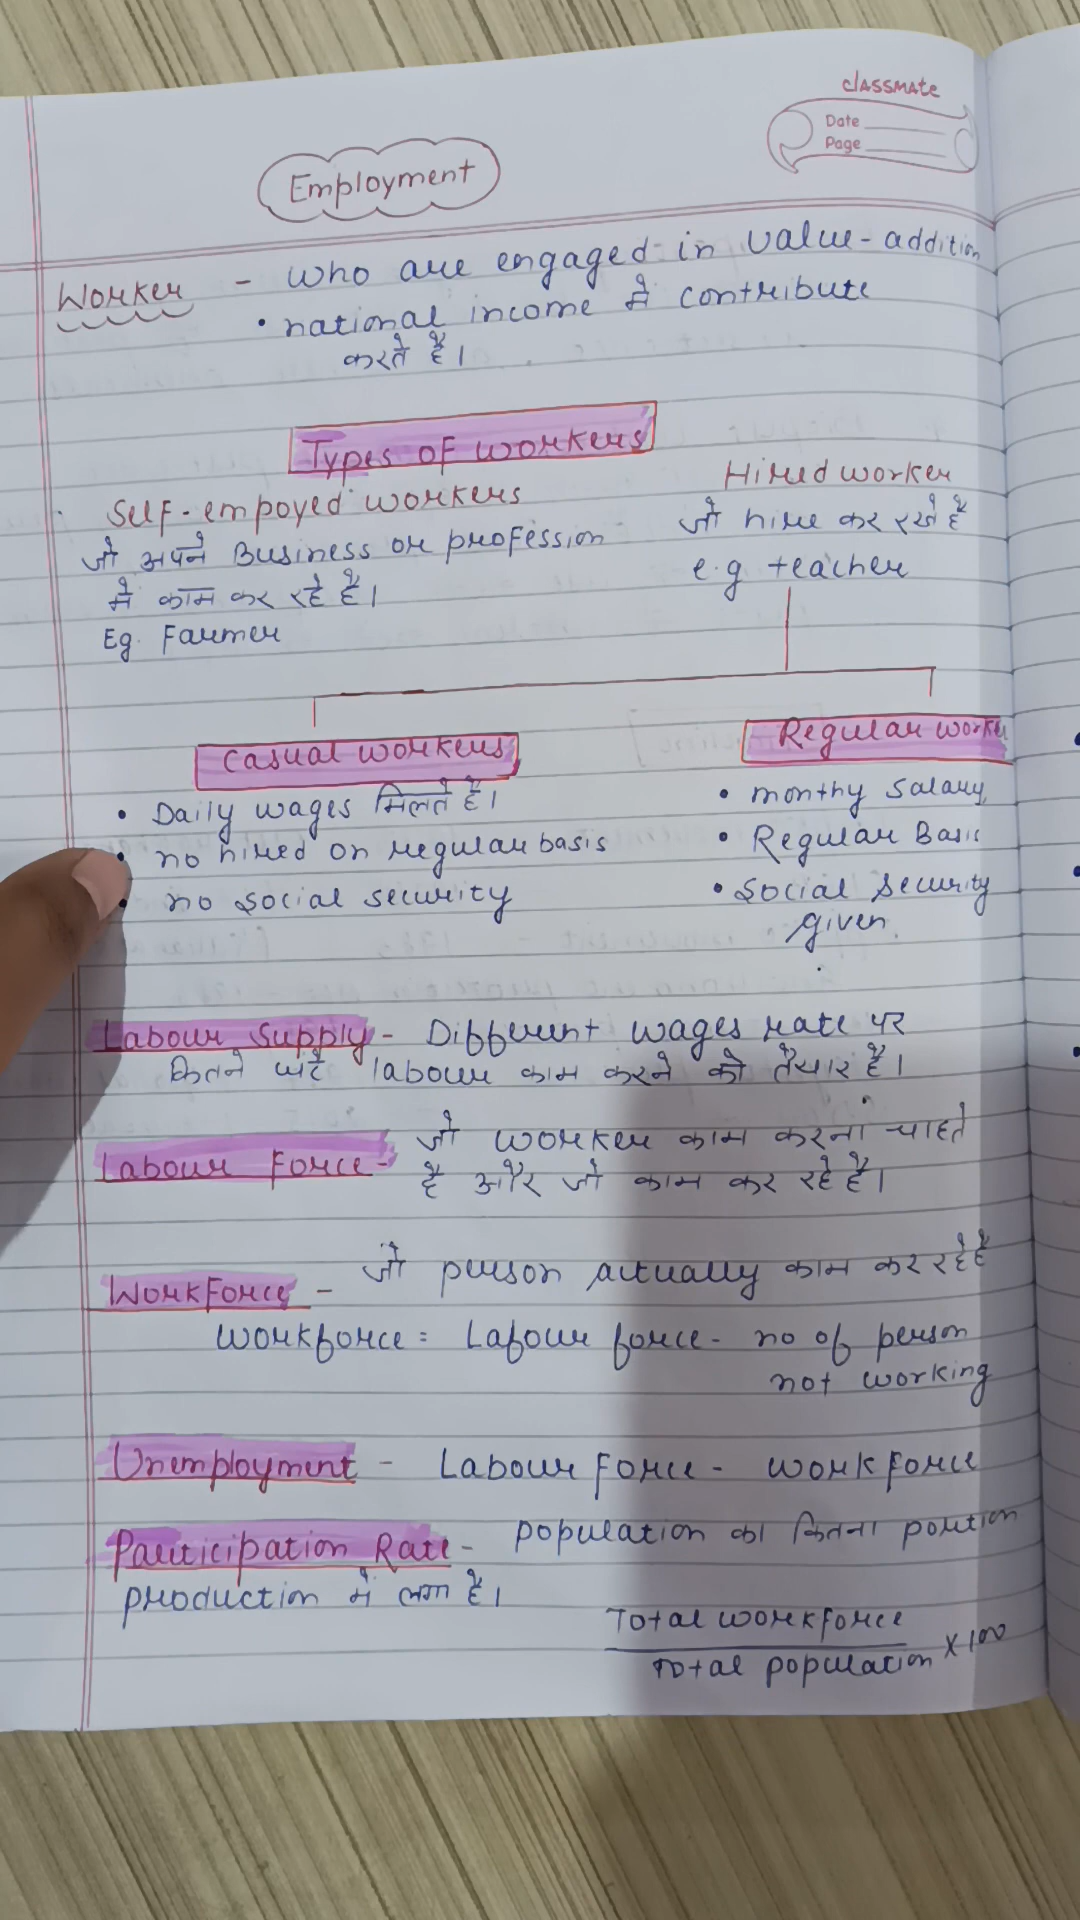 classmate
Date
Page
Employment
Worker - who are engaged in value-addition
• national income में contribute
करते है।
Types of workers
Self-empoyed workers
जो अपने Business or profession
में काम कर रहे है।
Eg. Farmer
Hired worker
जो hire कर रखे है
e.g teacher
Casual workers
• Daily wages मिलते है।
• no hired on regular basis
• no social security
Regular worker
• monthy salary,
• Regular Basis
• Social Security
given.
Labour Supply - Different wages rate पर
कितने घंटे labour काम करने को तैयार है।
Labour Force - जो worker काम करना चाहते
है और जो काम कर रहे है।
Workforce - जो person actually काम कर रहे है
workforce = Labour force - no of person
not working
Unemployment - Labour Force - workforce
Participation Rate - population का कितना portion
production में लगा है।
Total workforce
Total population × 100